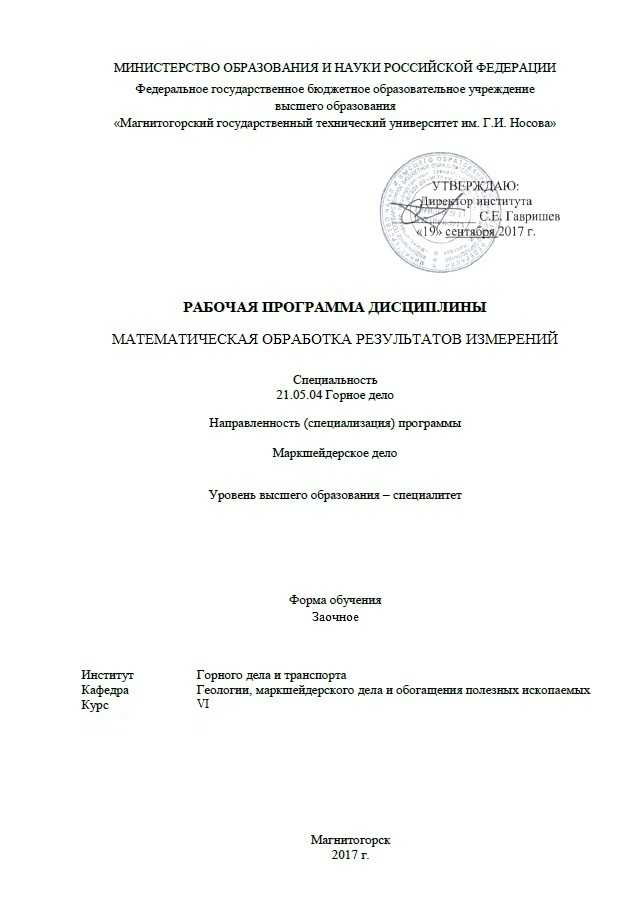 МИНИСТЕРСТВО ОБРАЗОВАНИЯ И НАУКИ РОССИЙСКОЙ ФЕДЕРАЦИИ
Федеральное государственное бюджетное образовательное учреждение
высшего образования
«Магнитогорский государственный технический университет им. Г.И. Носова»
УТВЕРЖДАЮ:
Директор института
С.Е. Гавришев
«19» сентября 2017 г.
РАБОЧАЯ ПРОГРАММА ДИСЦИПЛИНЫ
МАТЕМАТИЧЕСКАЯ ОБРАБОТКА РЕЗУЛЬТАТОВ ИЗМЕРЕНИЙ
Специальность
21.05.04 Горное дело
Направленность (специализация) программы
Маркшейдерское дело
Уровень высшего образования – специалитет
Форма обучения
Заочное
Институт Горного дела и транспорта
Кафедра Геологии, маркшейдерского дела и обогащения полезных ископаемых
Курс VI
Магнитогорск
2017 г.